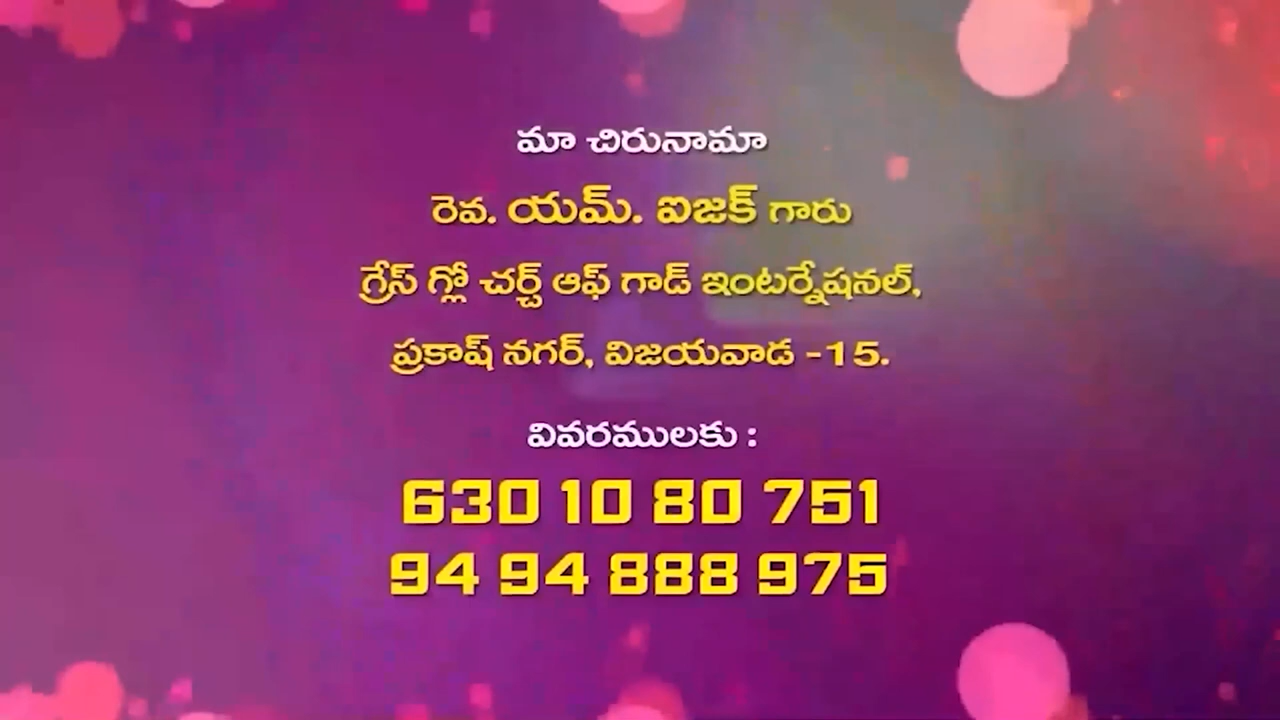 మా చిరునామా
రెవ. యమ్. ఐజక్ గారు
గ్రేస్ గ్లో చర్చ్ ఆఫ్ గాడ్ ఇంటర్నేషనల్,
ప్రకాష్ నగర్, విజయవాడ -15.
వివరములకు :
630 10 80 751
94 94 888 975